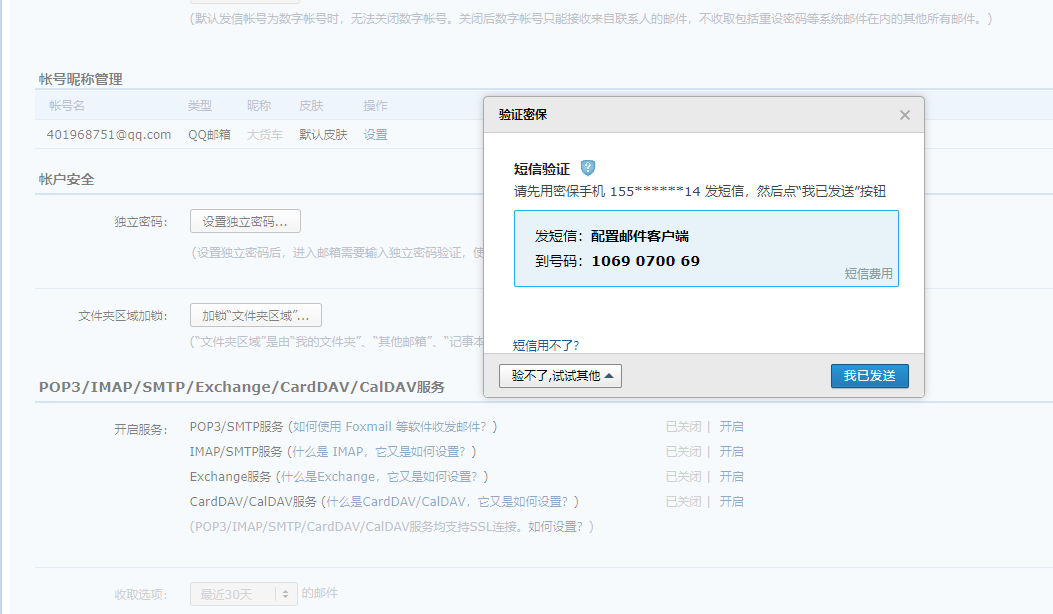 (默认发信帐号为数字帐号时，无法关闭数字帐号。关闭后数字帐号只能接收来自联系人的邮件，不收取包括重设密码等系统邮件在内的其他所有邮件。)
帐号昵称管理
帐号名 类型 昵称 皮肤 操作
401968751@qq.com QQ邮箱 大货车 默认皮肤 设置
帐户安全
独立密码： 设置独立密码...
(设置独立密码后，进入邮箱需要输入独立密码验证，使
文件夹区域加锁： 加锁“文件夹区域”...
(“文件夹区域”是由“我的文件夹”、“其他邮箱”、“记事本
验证密保
短信验证
请先用密保手机 155******14 发短信，然后点“我已发送”按钮
发短信：配置邮件客户端
到号码：1069 0700 69
短信费用
短信用不了？
验不了,试试其他 我已发送
POP3/IMAP/SMTP/Exchange/CardDAV/CalDAV服务
开启服务： POP3/SMTP服务 (如何使用 Foxmail 等软件收发邮件？) 已关闭 | 开启
IMAP/SMTP服务 (什么是 IMAP，它又是如何设置？) 已关闭 | 开启
Exchange服务 (什么是Exchange，它又是如何设置？) 已关闭 | 开启
CardDAV/CalDAV服务 (什么是CardDAV/CalDAV，它又是如何设置？) 已关闭 | 开启
(POP3/IMAP/SMTP/CardDAV/CalDAV服务均支持SSL连接。如何设置？)
收取选项： 最近30天 的邮件